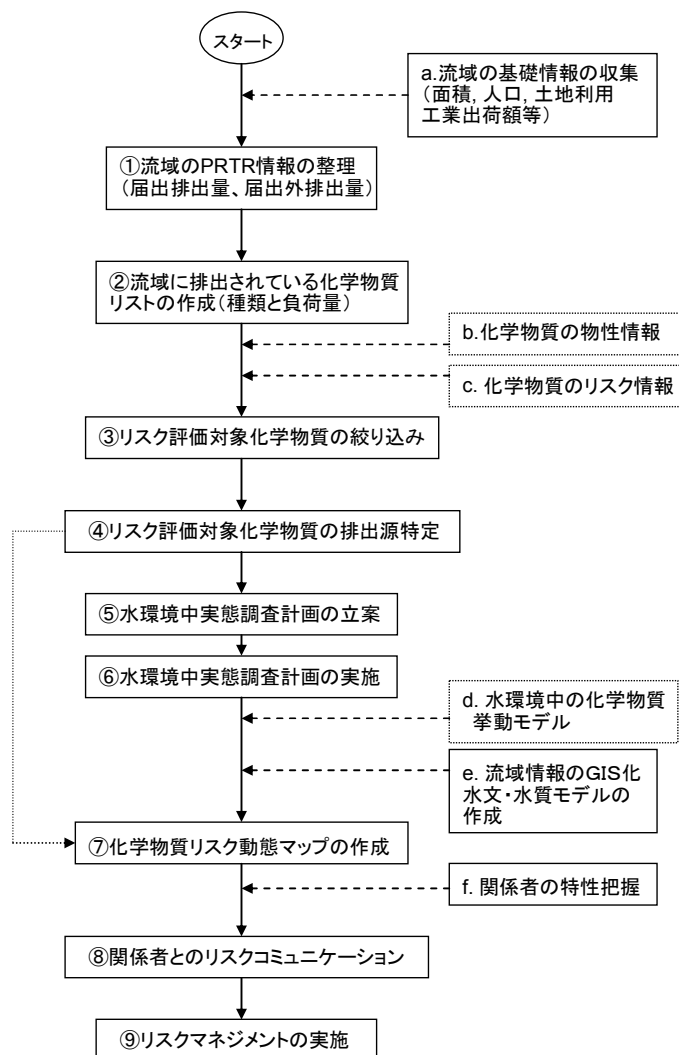 スタート
a.流域の基礎情報の収集
(面積, 人口, 土地利用
工業出荷額等)
①流域のPRTR情報の整理
(届出排出量、届出外排出量)
②流域に排出されている化学物質
リストの作成(種類と負荷量)
b.化学物質の物性情報
c. 化学物質のリスク情報
③リスク評価対象化学物質の絞り込み
④リスク評価対象化学物質の排出源特定
⑤水環境中実態調査計画の立案
⑥水環境中実態調査計画の実施
d. 水環境中の化学物質
挙動モデル
e. 流域情報のGIS化
水文・水質モデルの
作成
⑦化学物質リスク動態マップの作成
f. 関係者の特性把握
⑧関係者とのリスクコミュニケーション
⑨リスクマネジメントの実施